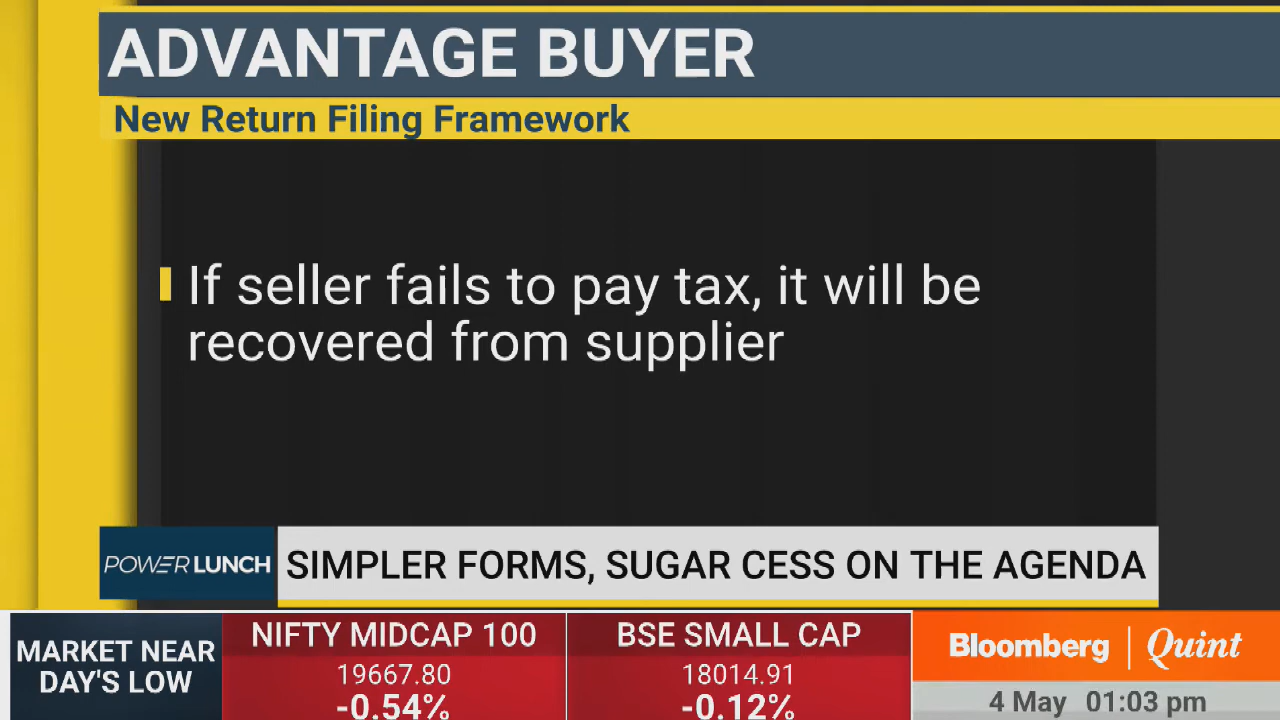 ADVANTAGE BUYER
New Return Filing Framework
If seller fails to pay tax, it will be
recovered from supplier
POWER LUNCH
SIMPLER FORMS, SUGAR CESS ON THE AGENDA
MARKET NEAR
DAY'S LOW
NIFTY MIDCAP 100
19667.80
-0.54%
BSE SMALL CAP
18014.91
-0.12%
Bloomberg | Quint
4 May 01:03 pm